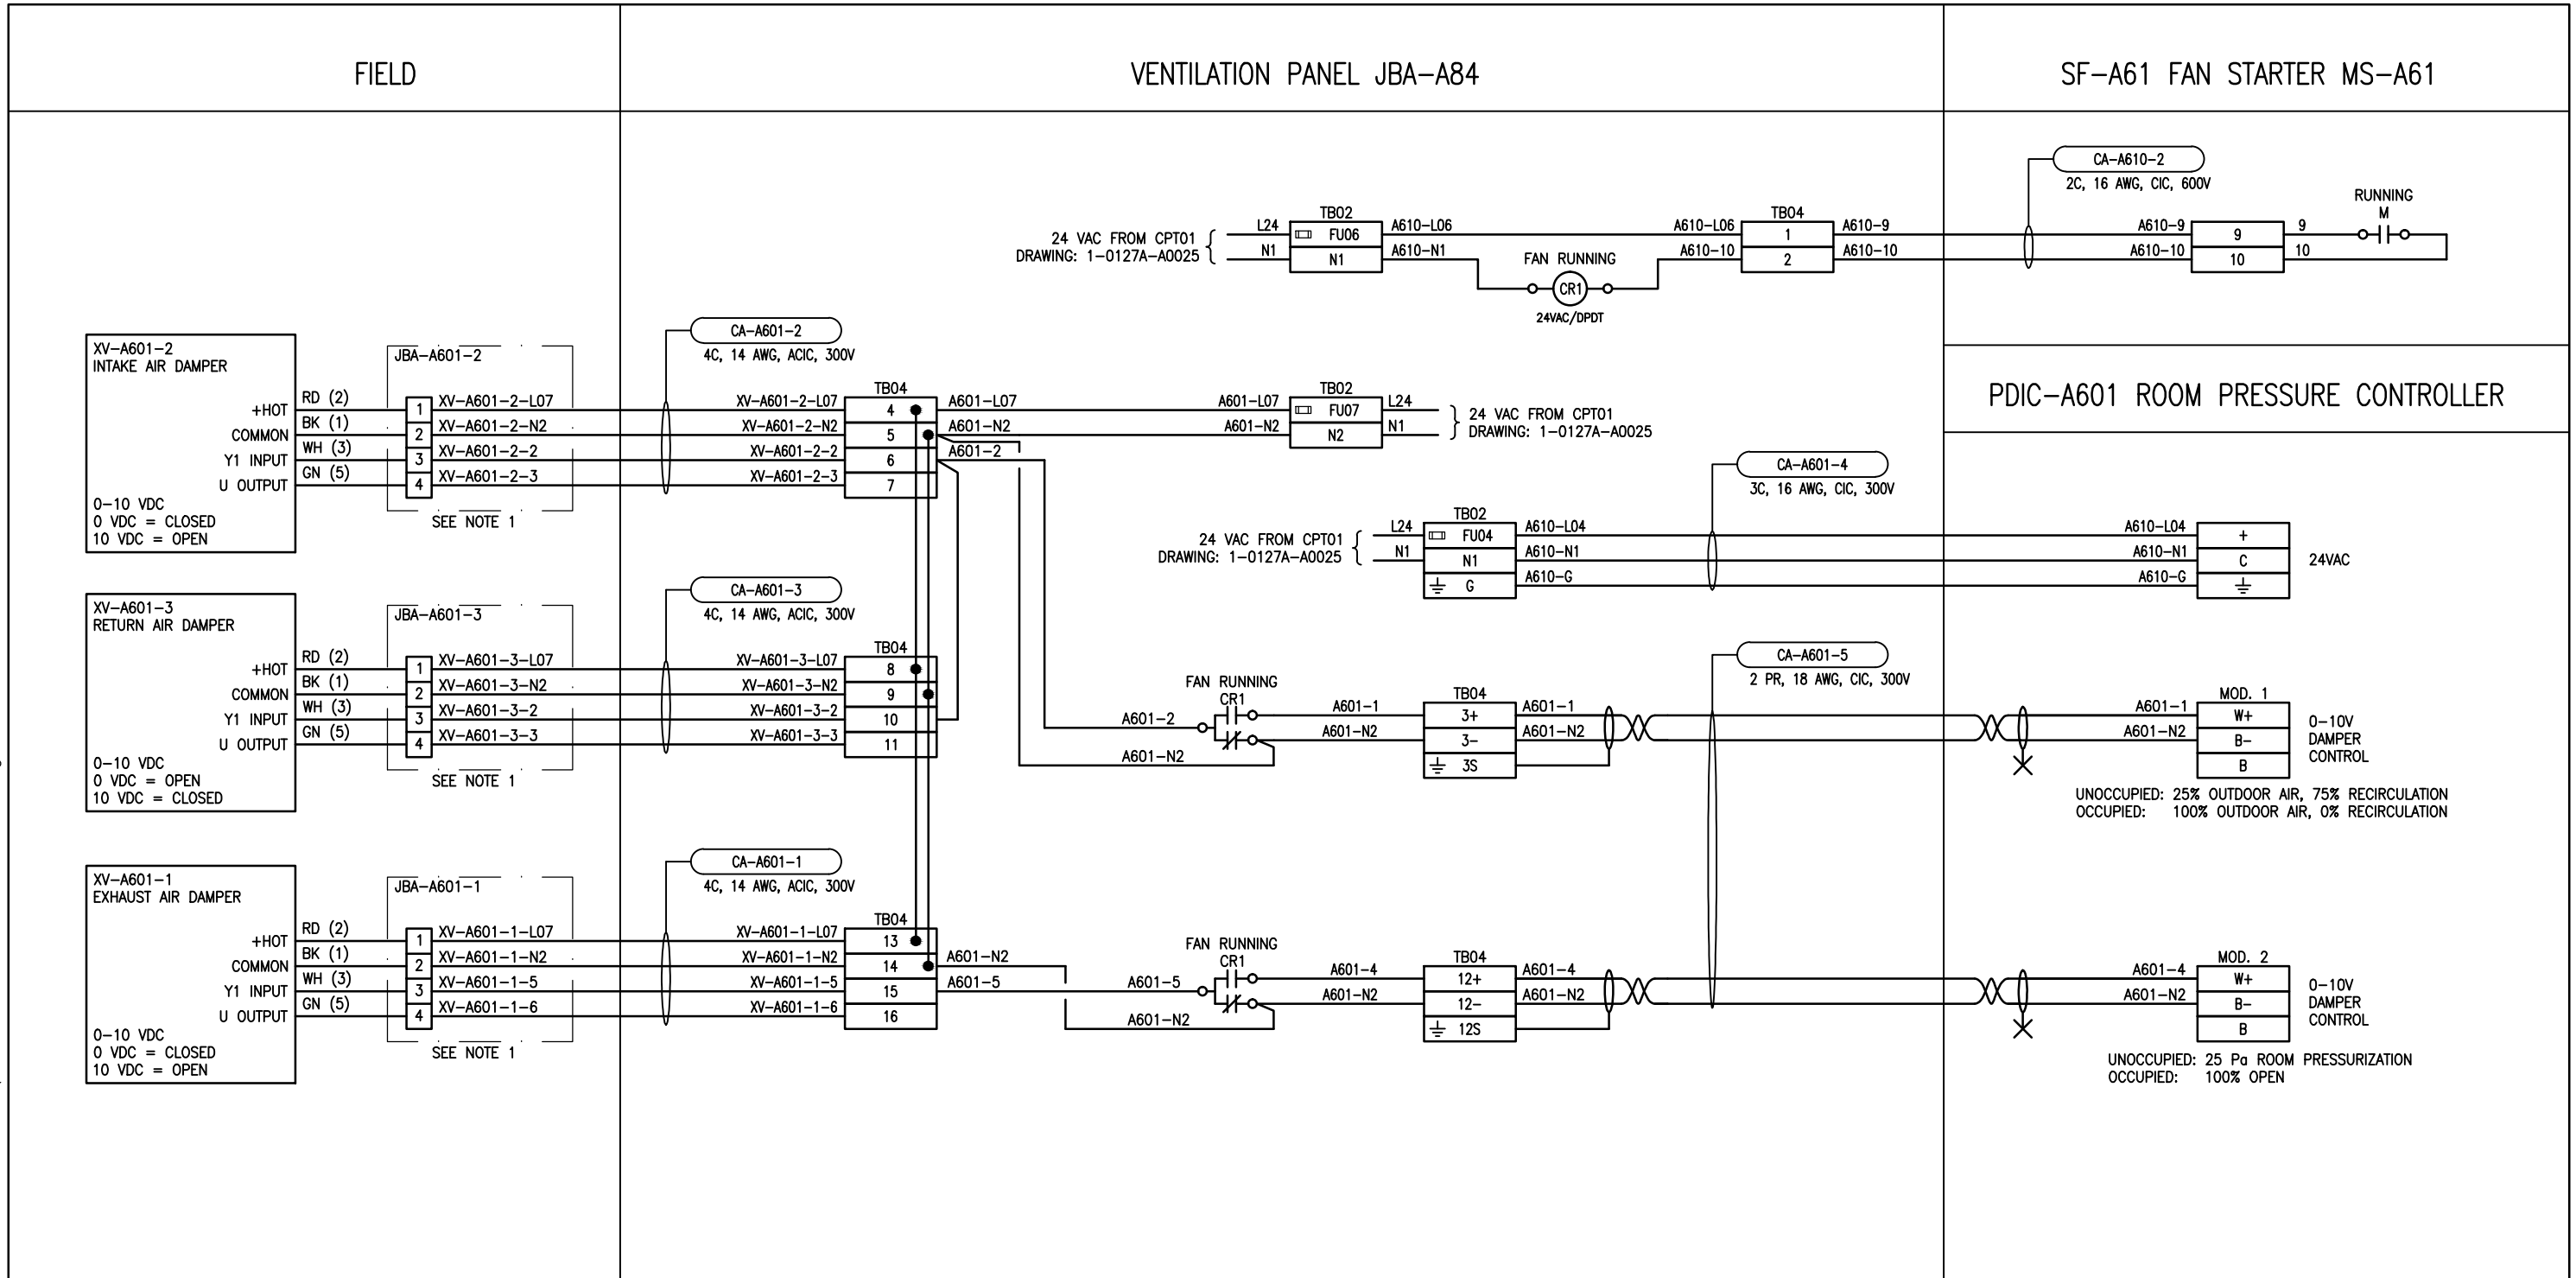 FIELD
VENTILATION PANEL JBA-A84
SF-A61 FAN STARTER MS-A61
CA-A610-2
2C, 16 AWG, CIC, 600V
RUNNING
M
24 VAC FROM CPT01
DRAWING: 1-0127A-A0025
L24
N1
TB02
FU06
N1
A610-L06
A610-N1
FAN RUNNING
CR1
24VAC/DPDT
A610-L06
A610-10
TB04
1
2
A610-9
A610-10
A610-9
A610-10
9
10
9
10
XV-A601-2
INTAKE AIR DAMPER
+HOT
COMMON
Y1 INPUT
U OUTPUT
0-10 VDC
0 VDC = CLOSED
10 VDC = OPEN
RD (2)
BK (1)
WH (3)
GN (5)
JBA-A601-2
1
2
3
4
XV-A601-2-L07
XV-A601-2-N2
XV-A601-2-2
XV-A601-2-3
SEE NOTE 1
CA-A601-2
4C, 14 AWG, ACIC, 300V
XV-A601-2-L07
XV-A601-2-N2
XV-A601-2-2
XV-A601-2-3
TB04
4
5
6
7
A601-L07
A601-N2
A601-2
A601-L07
A601-N2
TB02
FU07
N2
L24
N1
24 VAC FROM CPT01
DRAWING: 1-0127A-A0025
PDIC-A601 ROOM PRESSURE CONTROLLER
CA-A601-4
3C, 16 AWG, CIC, 300V
24 VAC FROM CPT01
DRAWING: 1-0127A-A0025
L24
N1
TB02
FU04
N1
G
A610-L04
A610-N1
A610-G
A610-L04
A610-N1
A610-G
+
C
24VAC
XV-A601-3
RETURN AIR DAMPER
+HOT
COMMON
Y1 INPUT
U OUTPUT
0-10 VDC
0 VDC = OPEN
10 VDC = CLOSED
RD (2)
BK (1)
WH (3)
GN (5)
JBA-A601-3
1
2
3
4
XV-A601-3-L07
XV-A601-3-N2
XV-A601-3-2
XV-A601-3-3
SEE NOTE 1
CA-A601-3
4C, 14 AWG, ACIC, 300V
XV-A601-3-L07
XV-A601-3-N2
XV-A601-3-2
XV-A601-3-3
TB04
8
9
10
11
A601-2
A601-N2
FAN RUNNING
CR1
A601-1
A601-N2
TB04
3+
3-
3S
A601-1
A601-N2
CA-A601-5
2 PR, 18 AWG, CIC, 300V
A601-1
A601-N2
MOD. 1
W+
B-
B
0-10V
DAMPER
CONTROL
UNOCCUPIED: 25% OUTDOOR AIR, 75% RECIRCULATION
OCCUPIED: 100% OUTDOOR AIR, 0% RECIRCULATION
XV-A601-1
EXHAUST AIR DAMPER
+HOT
COMMON
Y1 INPUT
U OUTPUT
0-10 VDC
0 VDC = CLOSED
10 VDC = OPEN
RD (2)
BK (1)
WH (3)
GN (5)
JBA-A601-1
1
2
3
4
XV-A601-1-L07
XV-A601-1-N2
XV-A601-1-5
XV-A601-1-6
SEE NOTE 1
CA-A601-1
4C, 14 AWG, ACIC, 300V
XV-A601-1-L07
XV-A601-1-N2
XV-A601-1-5
XV-A601-1-6
TB04
13
14
15
16
A601-N2
A601-5
A601-5
A601-N2
FAN RUNNING
CR1
A601-4
A601-N2
TB04
12+
12-
12S
A601-4
A601-N2
A601-4
A601-N2
MOD. 2
W+
B-
B
0-10V
DAMPER
CONTROL
UNOCCUPIED: 25 Pa ROOM PRESSURIZATION
OCCUPIED: 100% OPEN